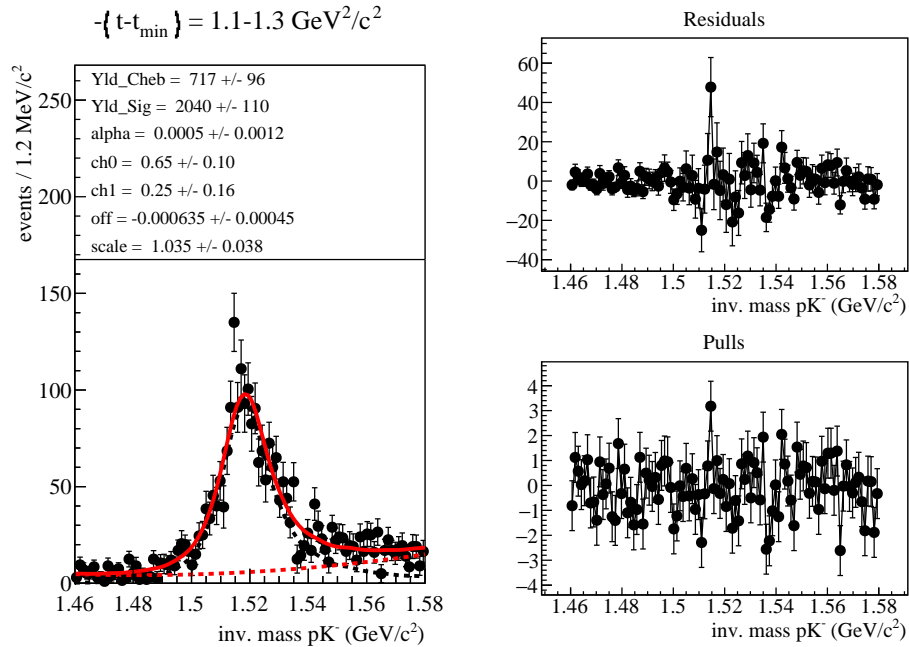 -(t-t_min) = 1.1-1.3 GeV²/c²
events / 1.2 MeV/c²
250
200
150
100
50
0
Yld_Cheb = 717 +/- 96
Yld_Sig = 2040 +/- 110
alpha = 0.0005 +/- 0.0012
ch0 = 0.65 +/- 0.10
ch1 = 0.25 +/- 0.16
off = -0.000635 +/- 0.00045
scale = 1.035 +/- 0.038
1.46 1.48 1.5 1.52 1.54 1.56 1.58
inv. mass pK⁻ (GeV/c²)
Residuals
60
40
20
0
−20
−40
1.46 1.48 1.5 1.52 1.54 1.56 1.58
inv. mass pK⁻ (GeV/c²)
Pulls
4
3
2
1
0
−1
−2
−3
−4
1.46 1.48 1.5 1.52 1.54 1.56 1.58
inv. mass pK⁻ (GeV/c²)